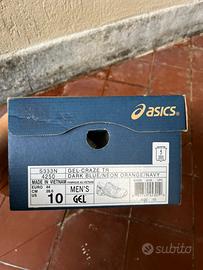 asics
S333N
4250
GEL-CRAZE TR
DARK BLUE/NEON ORANGE/NAVY
MADE IN VIETNAM
EURO 44
CM 28
US 10
MEN'S
GEL
subito